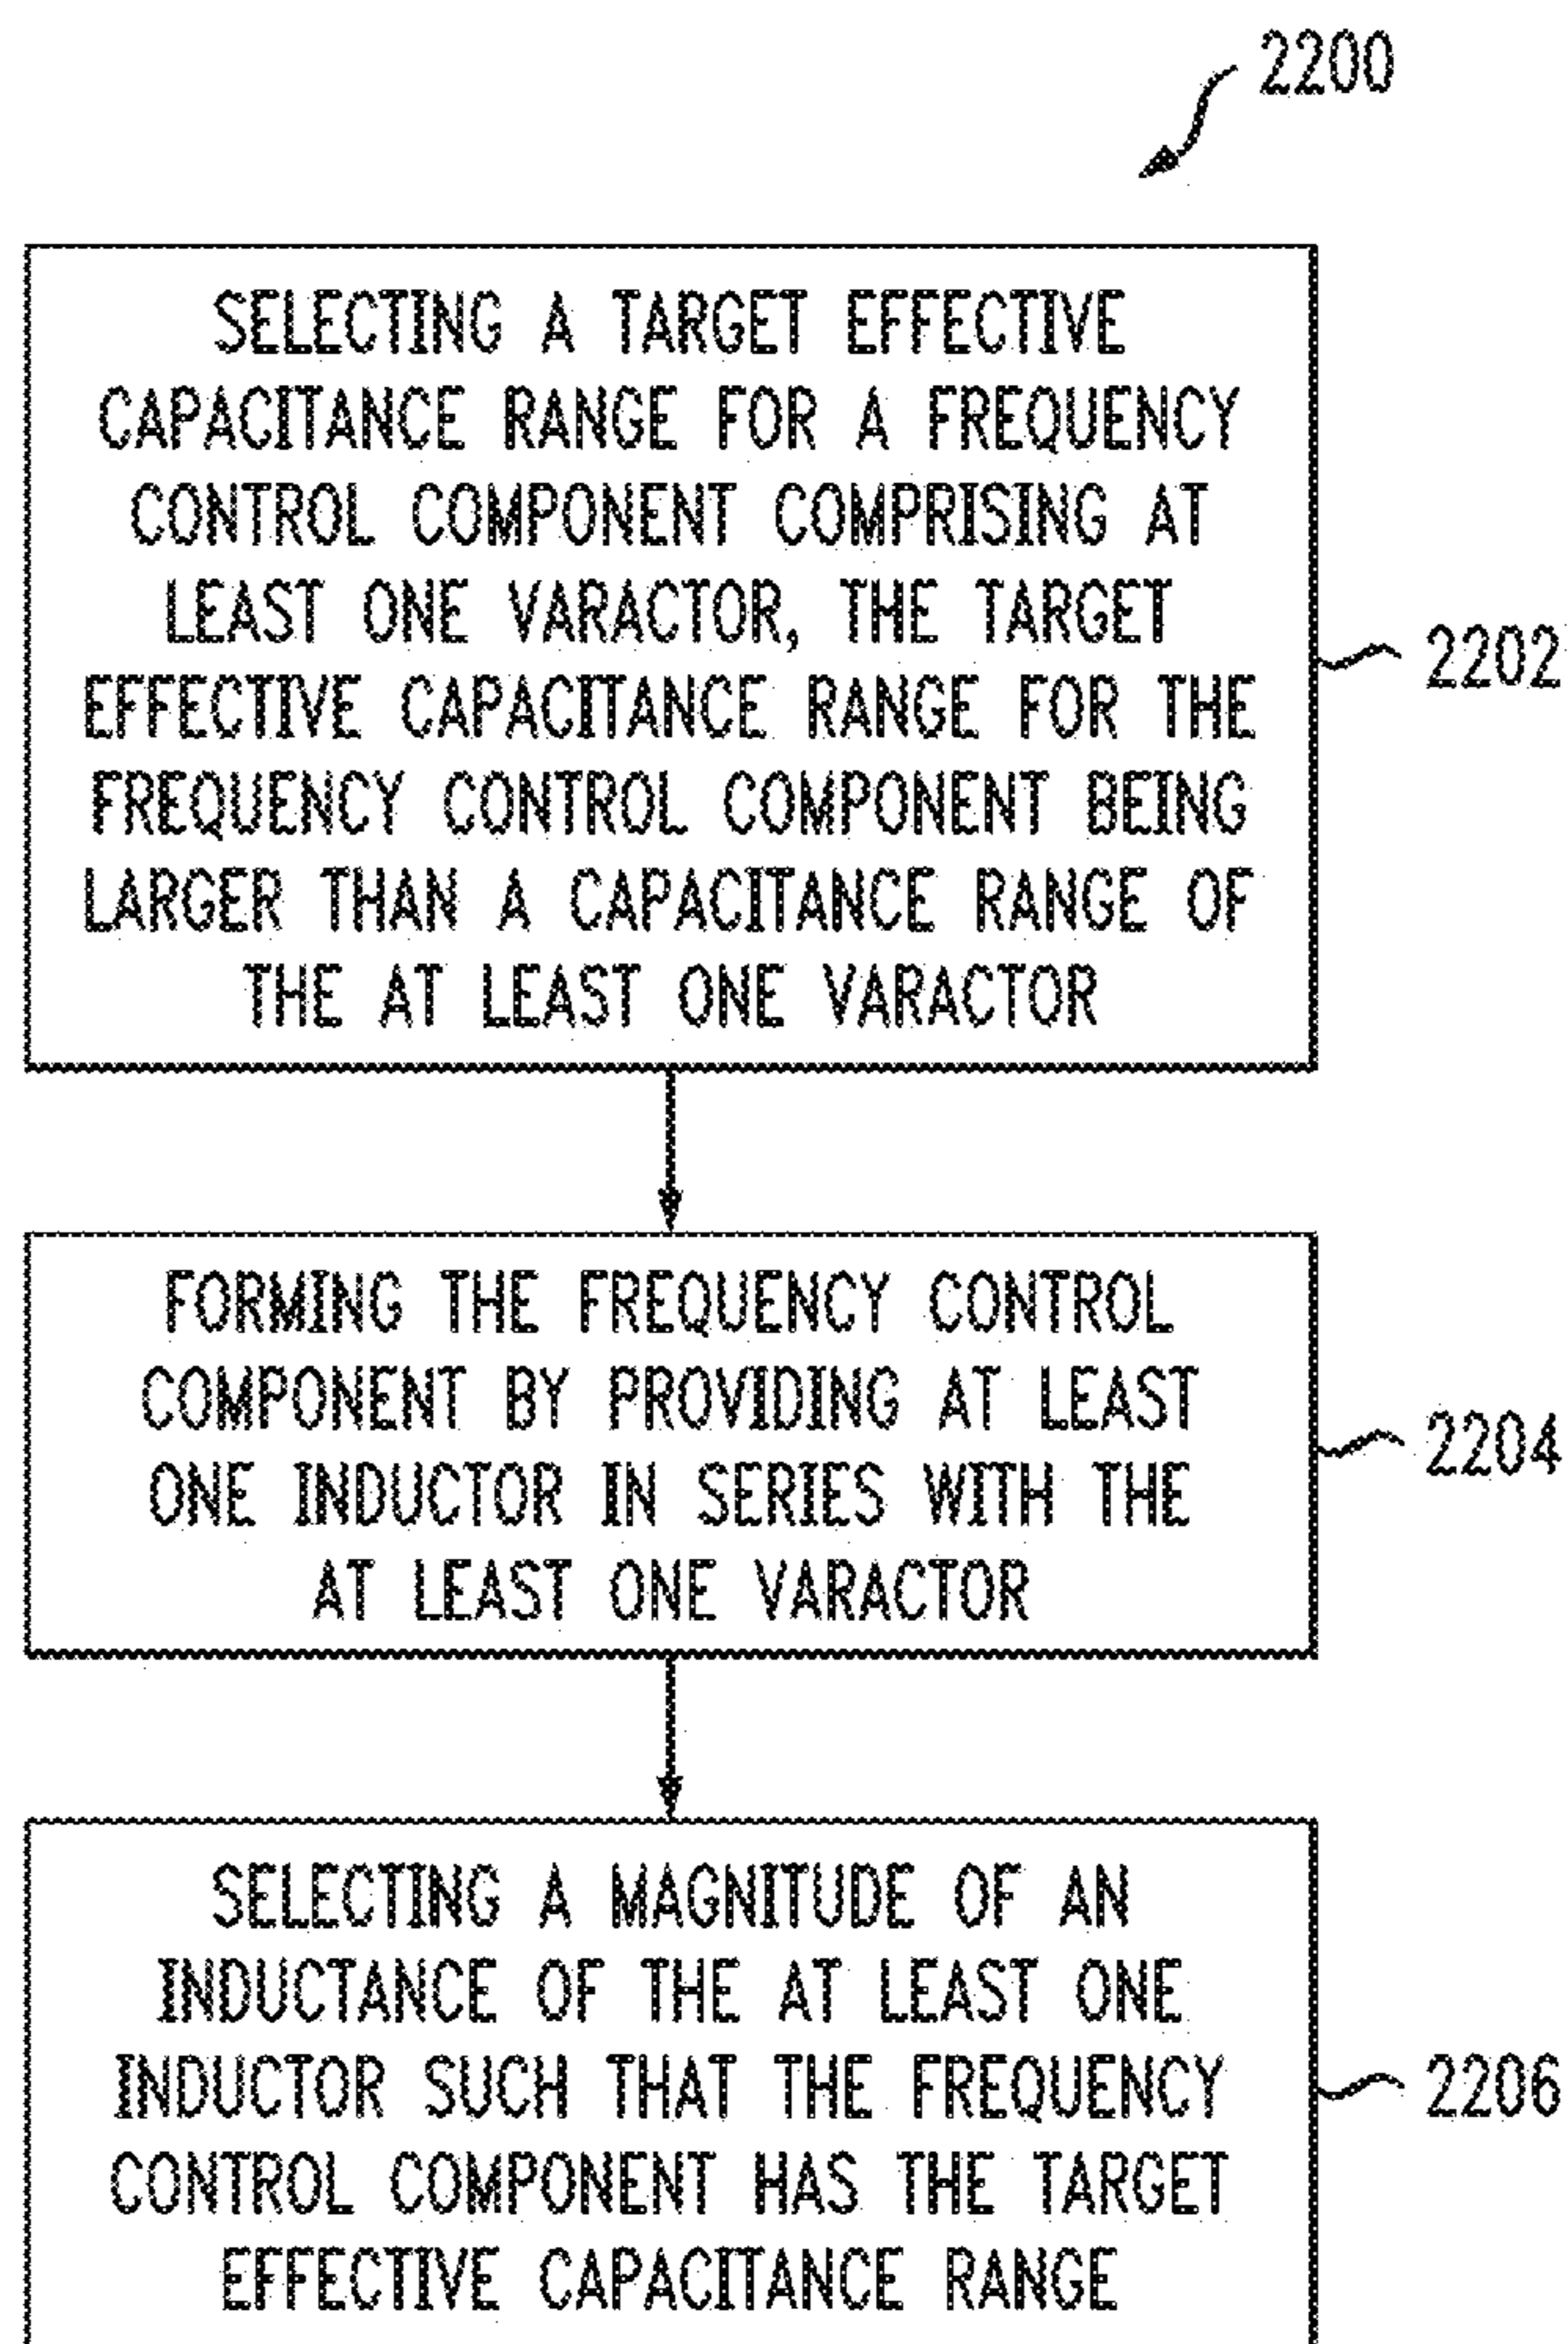 2200
SELECTING A TARGET EFFECTIVE
CAPACITANCE RANGE FOR A FREQUENCY
CONTROL COMPONENT COMPRISING AT
LEAST ONE VARACTOR, THE TARGET
EFFECTIVE CAPACITANCE RANGE FOR THE
FREQUENCY CONTROL COMPONENT BEING
LARGER THAN A CAPACITANCE RANGE OF
THE AT LEAST ONE VARACTOR
2202
FORMING THE FREQUENCY CONTROL
COMPONENT BY PROVIDING AT LEAST
ONE INDUCTOR IN SERIES WITH THE
AT LEAST ONE VARACTOR
2204
SELECTING A MAGNITUDE OF AN
INDUCTANCE OF THE AT LEAST ONE
INDUCTOR SUCH THAT THE FREQUENCY
CONTROL COMPONENT HAS THE TARGET
EFFECTIVE CAPACITANCE RANGE
2206